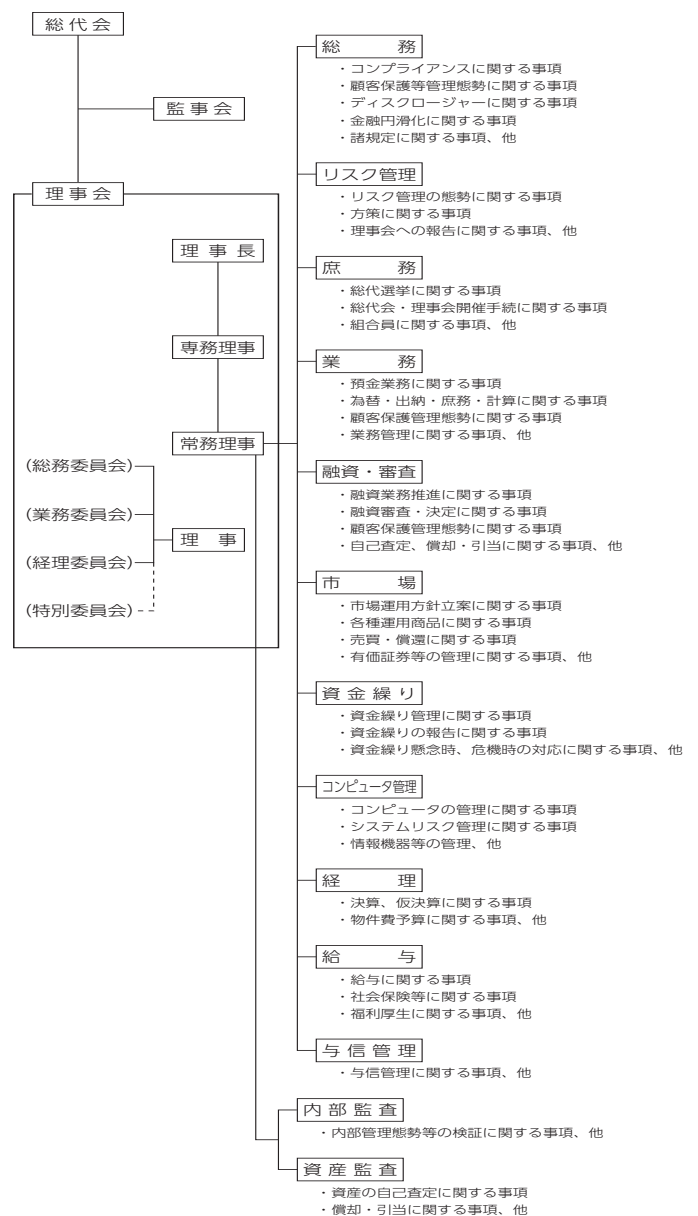 総代会
監事会
理事会
理事長
専務理事
常務理事
(総務委員会)
(業務委員会)
理事
(経理委員会)
(特別委員会)
総務
・コンプライアンスに関する事項
・顧客保護等管理態勢に関する事項
・ディスクロージャーに関する事項
・金融円滑化に関する事項
・諸規定に関する事項、他
リスク管理
・リスク管理の態勢に関する事項
・方策に関する事項
・理事会への報告に関する事項、他
庶務
・総代選挙に関する事項
・総代会・理事会開催手続に関する事項
・組合員に関する事項、他
業務
・預金業務に関する事項
・為替・出納・庶務・計算に関する事項
・顧客保護管理態勢に関する事項
・業務管理に関する事項、他
融資・審査
・融資業務推進に関する事項
・融資審査・決定に関する事項
・顧客保護管理態勢に関する事項
・自己査定、償却・引当に関する事項、他
市場
・市場運用方針立案に関する事項
・各種運用商品に関する事項
・売買・償還に関する事項
・有価証券等の管理に関する事項、他
資金繰り
・資金繰り管理に関する事項
・資金繰りの報告に関する事項
・資金繰り懸念時、危機時の対応に関する事項、他
コンピュータ管理
・コンピュータの管理に関する事項
・システムリスク管理に関する事項
・情報機器等の管理、他
経理
・決算、仮決算に関する事項
・物件費予算に関する事項、他
給与
・給与に関する事項
・社会保険等に関する事項
・福利厚生に関する事項、他
与信管理
・与信管理に関する事項、他
内部監査
・内部管理態勢等の検証に関する事項、他
資産監査
・資産の自己査定に関する事項
・償却・引当に関する事項、他